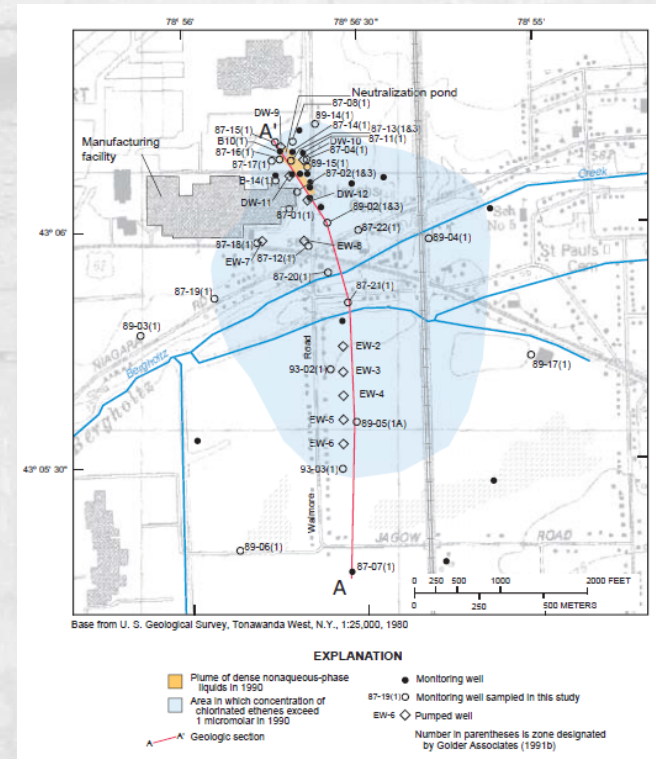 78° 56'
78° 56' 30"
78° 55'
Neutralization pond
DW-9
87-08(1)
89-14(1)
87-15(1)
A'
87-14(1)
87-13(1&3)
B10(1)
DW-10
87-11(1)
87-16(1)
87-04(1)
Manufacturing
facility
87-17(1)
89-15(1)
87-02(1&3)
B-14(1)
Creek
DW-11
DW-12
87-01(1)
89-02(1&3)
Sch
No 5
43° 06'
87-22(1)
89-04(1)
87-18(1)
EW-8
St Pauls
Cem
EW-7
87-12(1)
87-20(1)
87-19(1)
87-21(1)
89-03(1)
NIAGARA
Bergholtz
Road
EW-2
89-17(1)
93-02(1)
EW-3
EW-4
Bergholtz
EW-5
89-05(1A)
EW-6
43° 05' 30"
93-03(1)
Walmore
JAGOW ROAD
89-06(1)
87-07(1)
A
0 250 500 1000 2000 FEET
0 250 500 METERS
Base from U. S. Geological Survey, Tonawanda West, N.Y., 1:25,000, 1980
EXPLANATION
Plume of dense nonaqueous-phase
liquids in 1990
Area in which concentration of
chlorinated ethenes exceed
1 micromolar in 1990
A A' Geologic section
Monitoring well
87-19(1) Monitoring well sampled in this study
EW-6 Pumped well
Number in parentheses is zone designated
by Golder Associates (1991b)